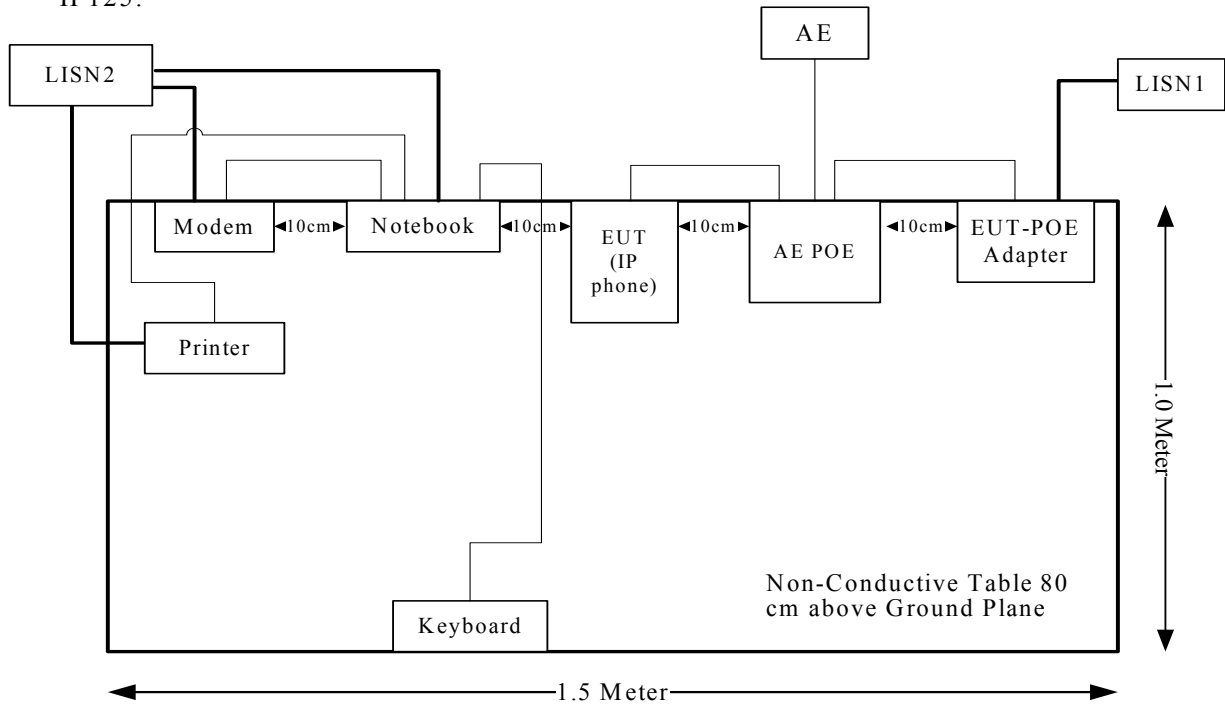 LISN2
AE
LISN1
Modem
10cm
Notebook
10cm
EUT
(IP
phone)
10cm
AE POE
10cm
EUT-POE
Adapter
Printer
1.0 Meter
Non-Conductive Table 80
cm above Ground Plane
Keyboard
1.5 Meter